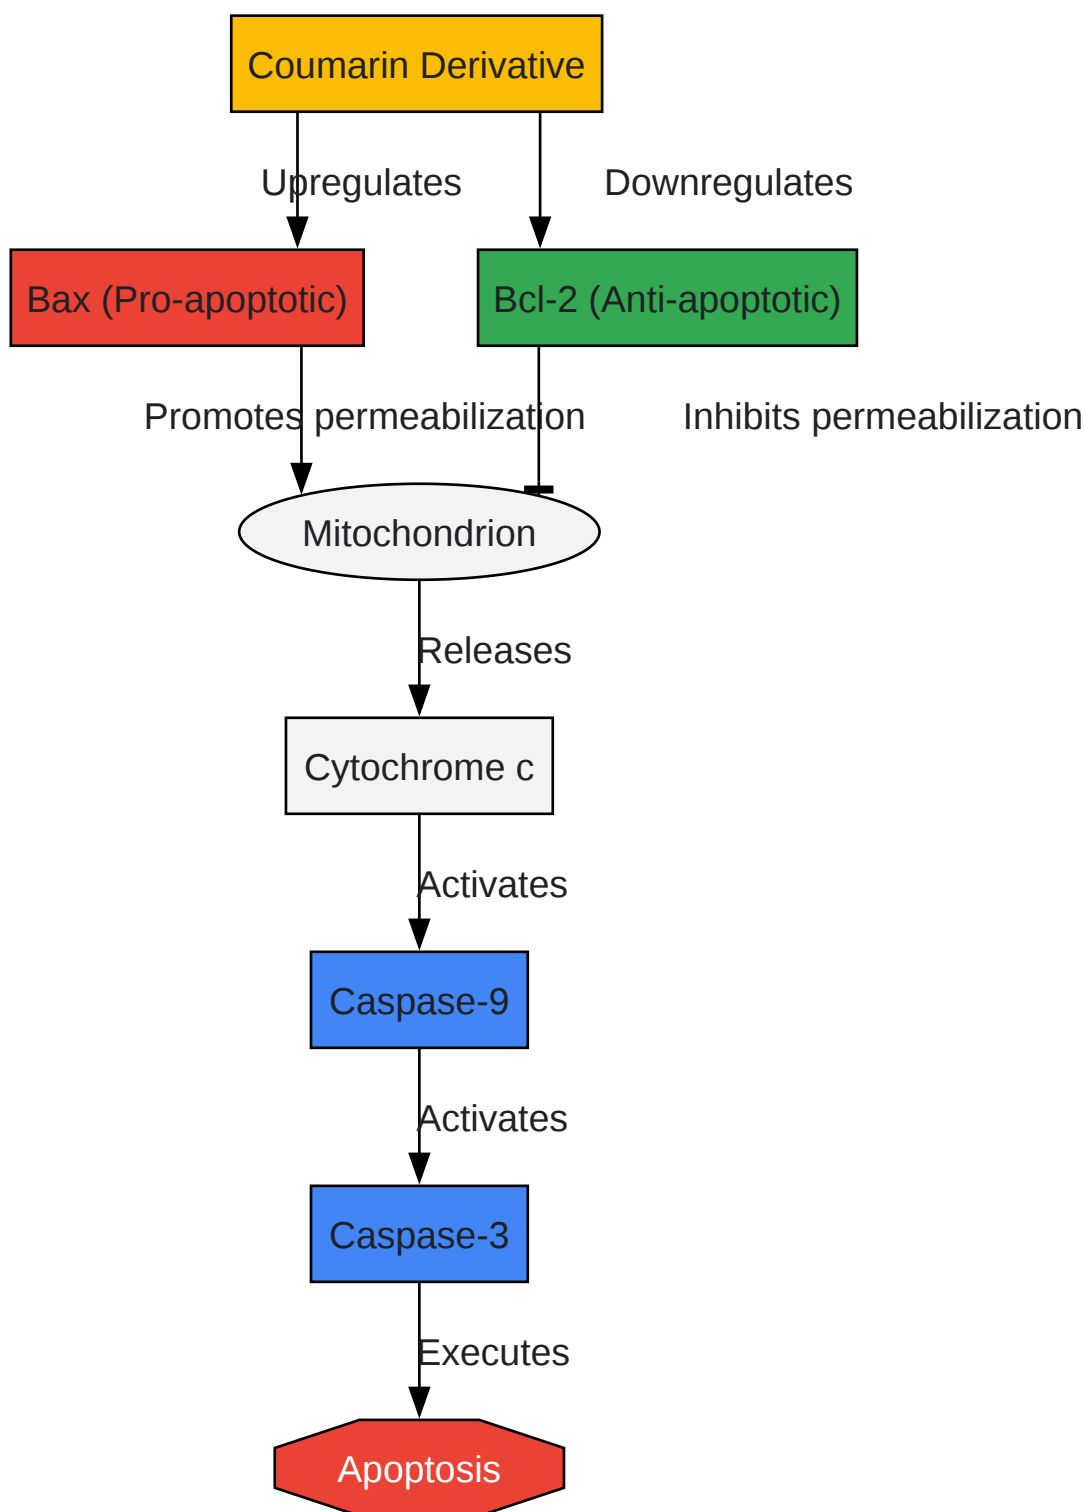 Coumarin Derivative
Upregulates
Downregulates
Bax (Pro-apoptotic)
Bcl-2 (Anti-apoptotic)
Promotes permeabilization
Inhibits permeabilization
Mitochondrion
Releases
Cytochrome c
Activates
Caspase-9
Activates
Caspase-3
Executes
Apoptosis